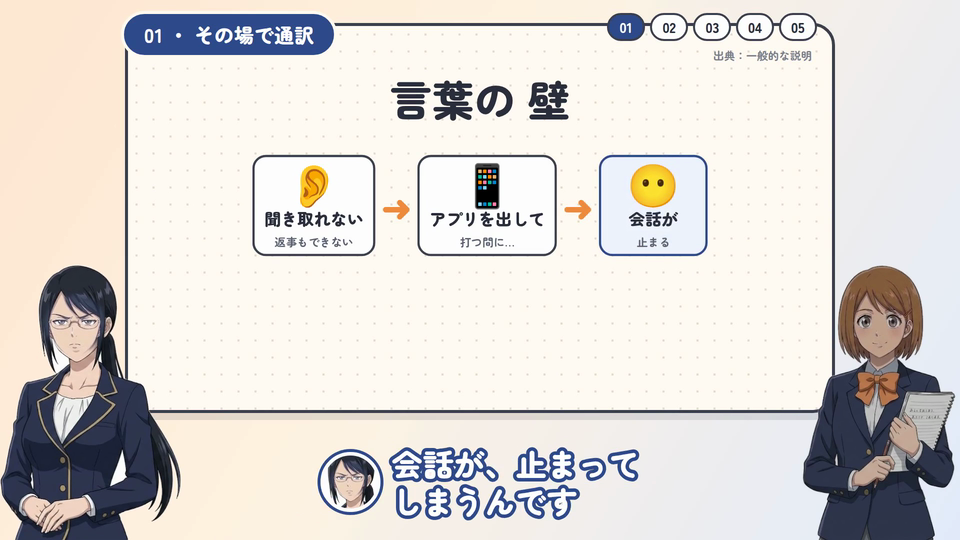 01 ・ その場で通訳
01 02 03 04 05
出典：一般的な説明
言葉の 壁
聞き取れない
返事もできない
アプリを出して
打つ間に…
会話が
止まる
会話が、止まって
しまうんです